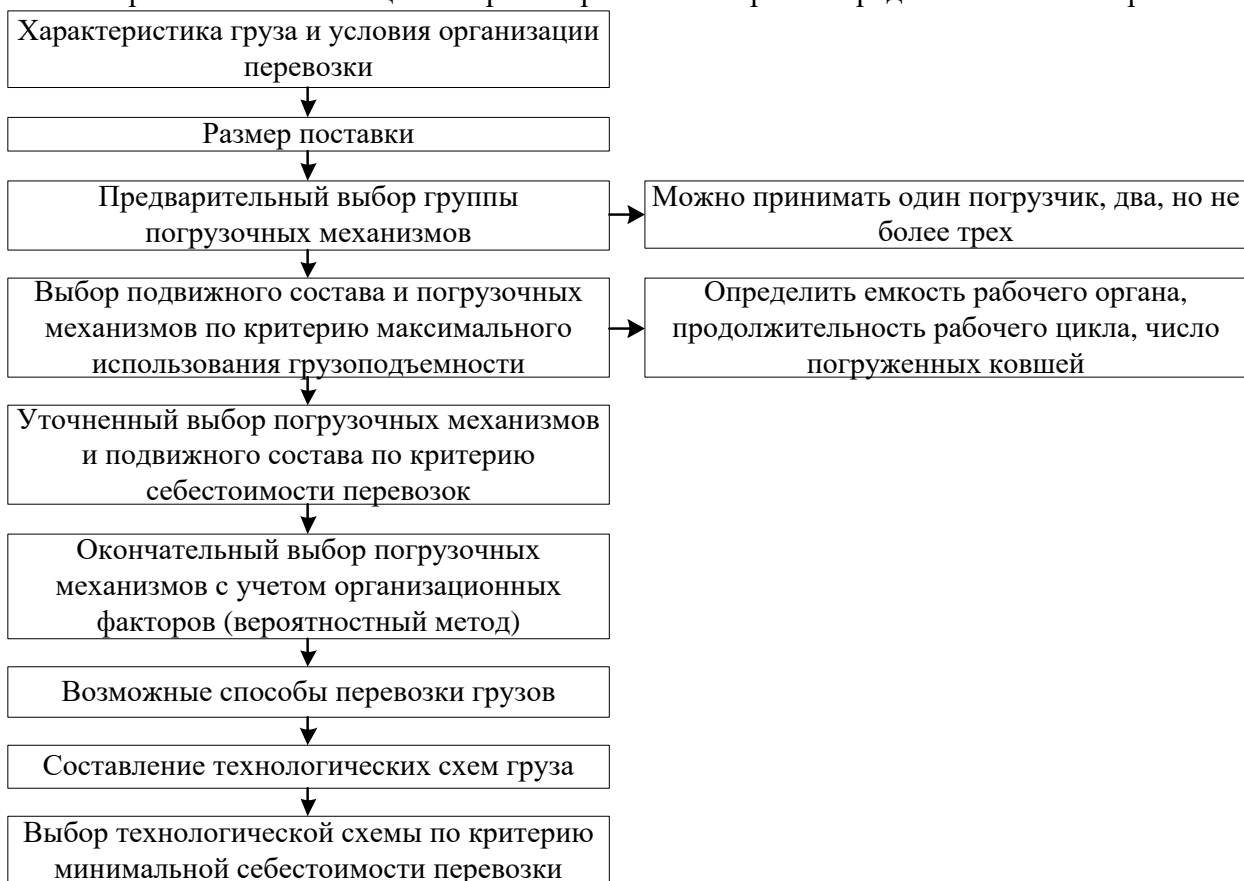 Характеристика груза и условия организации
перевозки
Размер поставки
Предварительный выбор группы
погрузочных механизмов
Можно принимать один погрузчик, два, но не
более трех
Выбор подвижного состава и погрузочных
механизмов по критерию максимального
использования грузоподъемности
Определить емкость рабочего органа,
продолжительность рабочего цикла, число
погруженных ковшей
Уточненный выбор погрузочных механизмов
и подвижного состава по критерию
себестоимости перевозок
Окончательный выбор погрузочных
механизмов с учетом организационных
факторов (вероятностный метод)
Возможные способы перевозки грузов
Составление технологических схем груза
Выбор технологической схемы по критерию
минимальной себестоимости перевозки